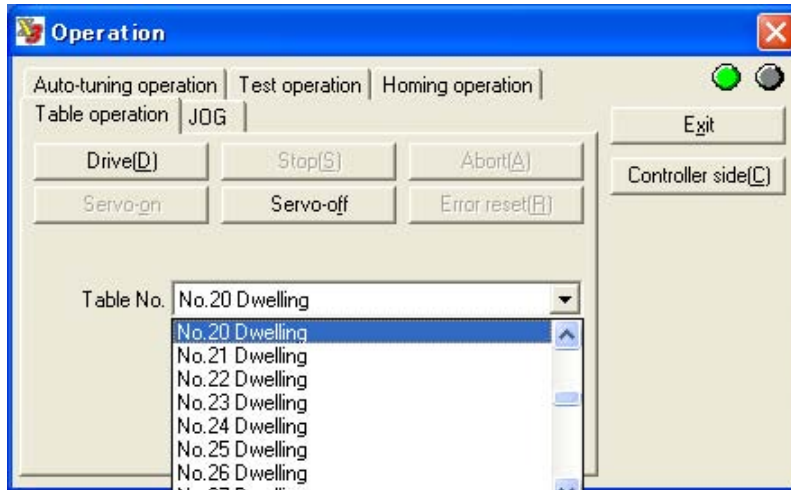 Operation
Auto-tuning operation Test operation Homing operation
Table operation JOG
Exit
Drive(D) Stop(S) Abort(A)
Controller side(C)
Servo-on Servo-off Error reset(R)
Table No. No.20 Dwelling
No.20 Dwelling
No.21 Dwelling
No.22 Dwelling
No.23 Dwelling
No.24 Dwelling
No.25 Dwelling
No.26 Dwelling